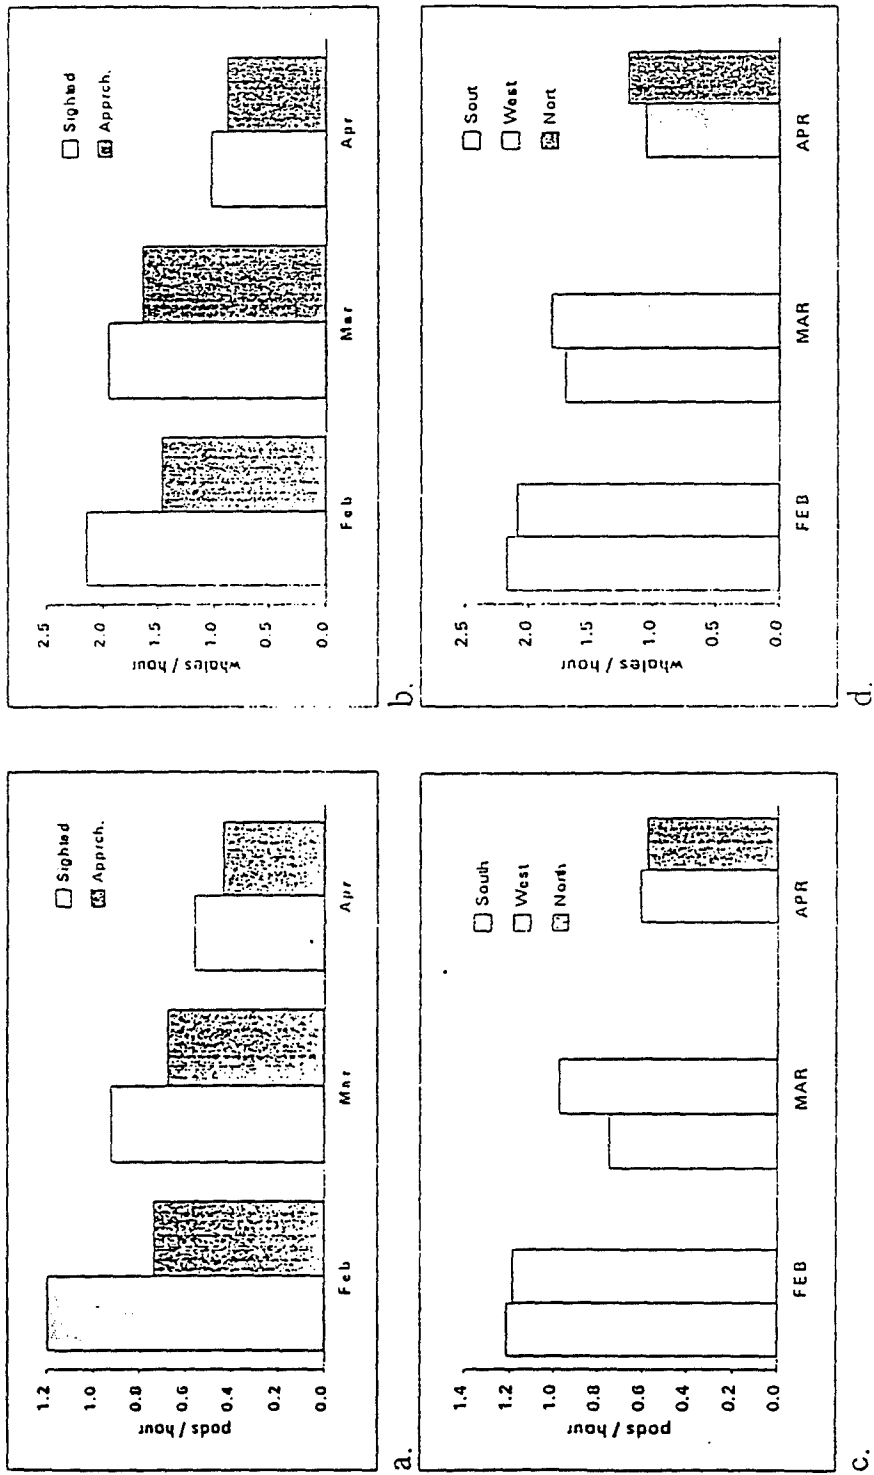 1.2
1.0
0.8
0.6
0.4
0.2
0.0
pods / hour
Sighted
Apprch.
Feb
Mar
Apr
a.
2.5
2.0
1.5
1.0
0.5
0.0
whales / hour
Sighted
Apprch.
Feb
Mar
Apr
b.
1.4
1.2
1.0
0.8
0.6
0.4
0.2
0.0
pods / hour
South
West
North
FEB
MAR
APR
c.
2.5
2.0
1.5
1.0
0.5
0.0
whales / hour
Sout
West
Nort
FEB
MAR
APR
d.